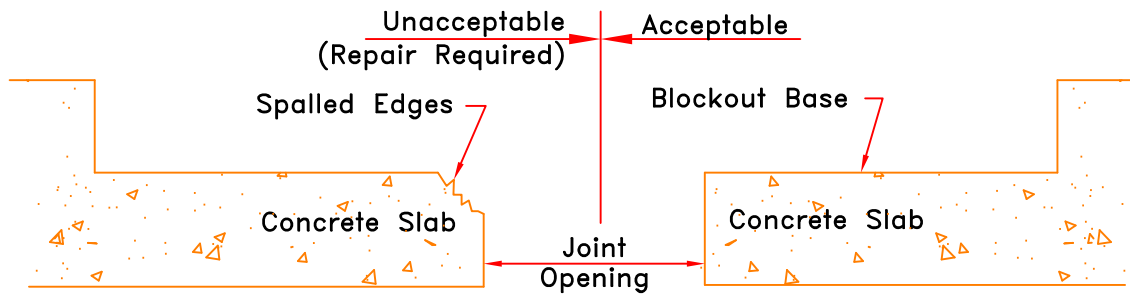 Unacceptable
(Repair Required)
Acceptable
Spalled Edges
Blockout Base
Concrete Slab
Concrete Slab
Joint
Opening